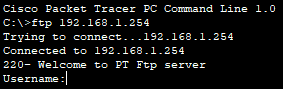 Cisco Packet Tracer PC Command Line 1.0
C:\>ftp 192.168.1.254
Trying to connect...192.168.1.254
Connected to 192.168.1.254
220- Welcome to PT Ftp server
Username: